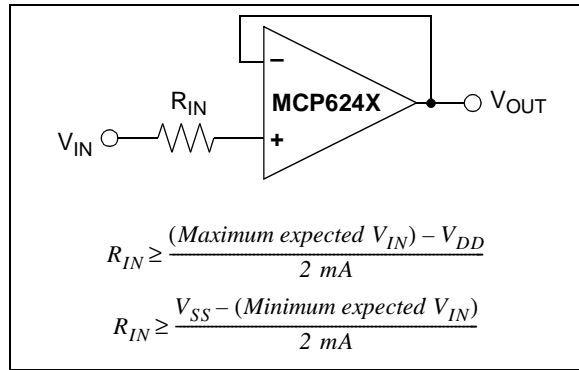 −
MCP624X
R_IN
V_IN
+
V_OUT
R_IN ≥ (Maximum expected V_IN) – V_DD / 2 mA
R_IN ≥ V_SS – (Minimum expected V_IN) / 2 mA